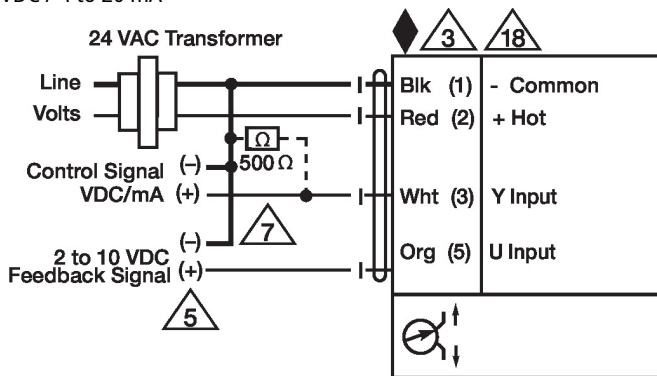 VDC / 4 to 20 mA
24 VAC Transformer
3
18
Line
Volts
Blk (1) - Common
Red (2) + Hot
Ω
500 Ω
Control Signal (–)
VDC/mA (+)
Wht (3) Y Input
7
2 to 10 VDC (–)
Feedback Signal (+)
Org (5) U Input
5